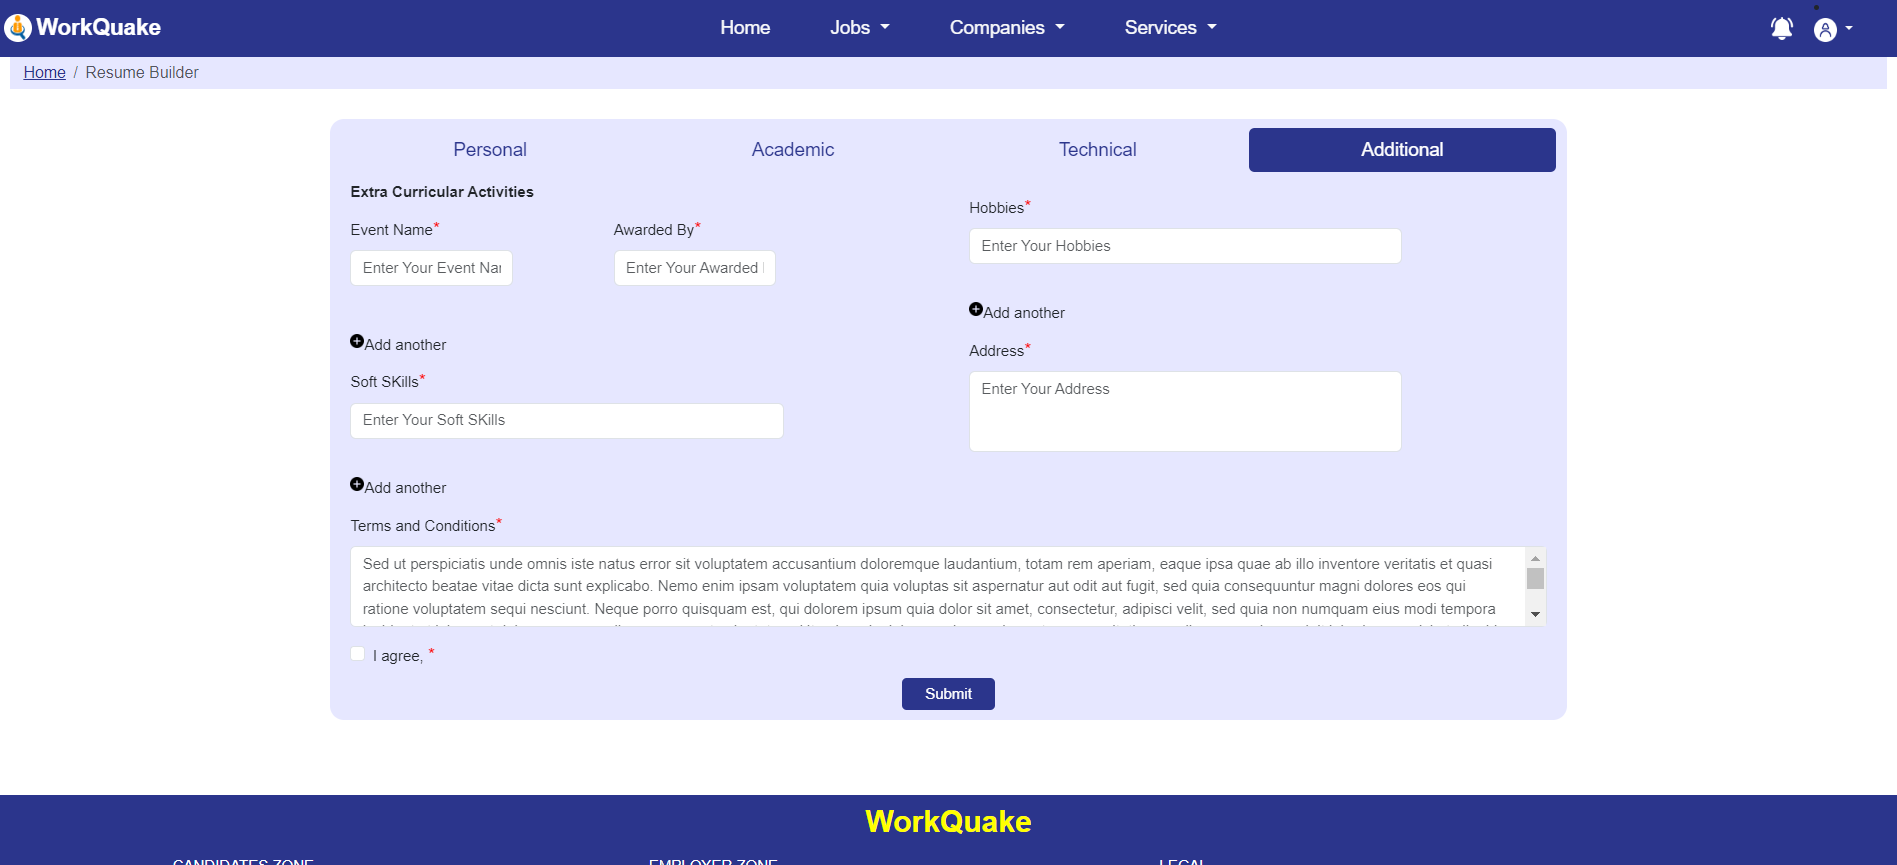 WorkQuake
Home
Jobs
Companies
Services
Home / Resume Builder
Personal
Academic
Technical
Additional
Extra Curricular Activities
Event Name*
Awarded By*
Enter Your Event Nar
Enter Your Awarded
Add another
Soft SKills*
Enter Your Soft SKills
Add another
Hobbies*
Enter Your Hobbies
Add another
Address*
Enter Your Address
Terms and Conditions*
Sed ut perspiciatis unde omnis iste natus error sit voluptatem accusantium doloremque laudantium, totam rem aperiam, eaque ipsa quae ab illo inventore veritatis et quasi
architecto beatae vitae dicta sunt explicabo. Nemo enim ipsam voluptatem quia voluptas sit aspernatur aut odit aut fugit, sed quia consequuntur magni dolores eos qui
ratione voluptatem sequi nesciunt. Neque porro quisquam est, qui dolorem ipsum quia dolor sit amet, consectetur, adipisci velit, sed quia non numquam eius modi tempora
I agree, *
Submit
WorkQuake
CANDIDATES ZONE
EMPLOYER ZONE
LEGAL